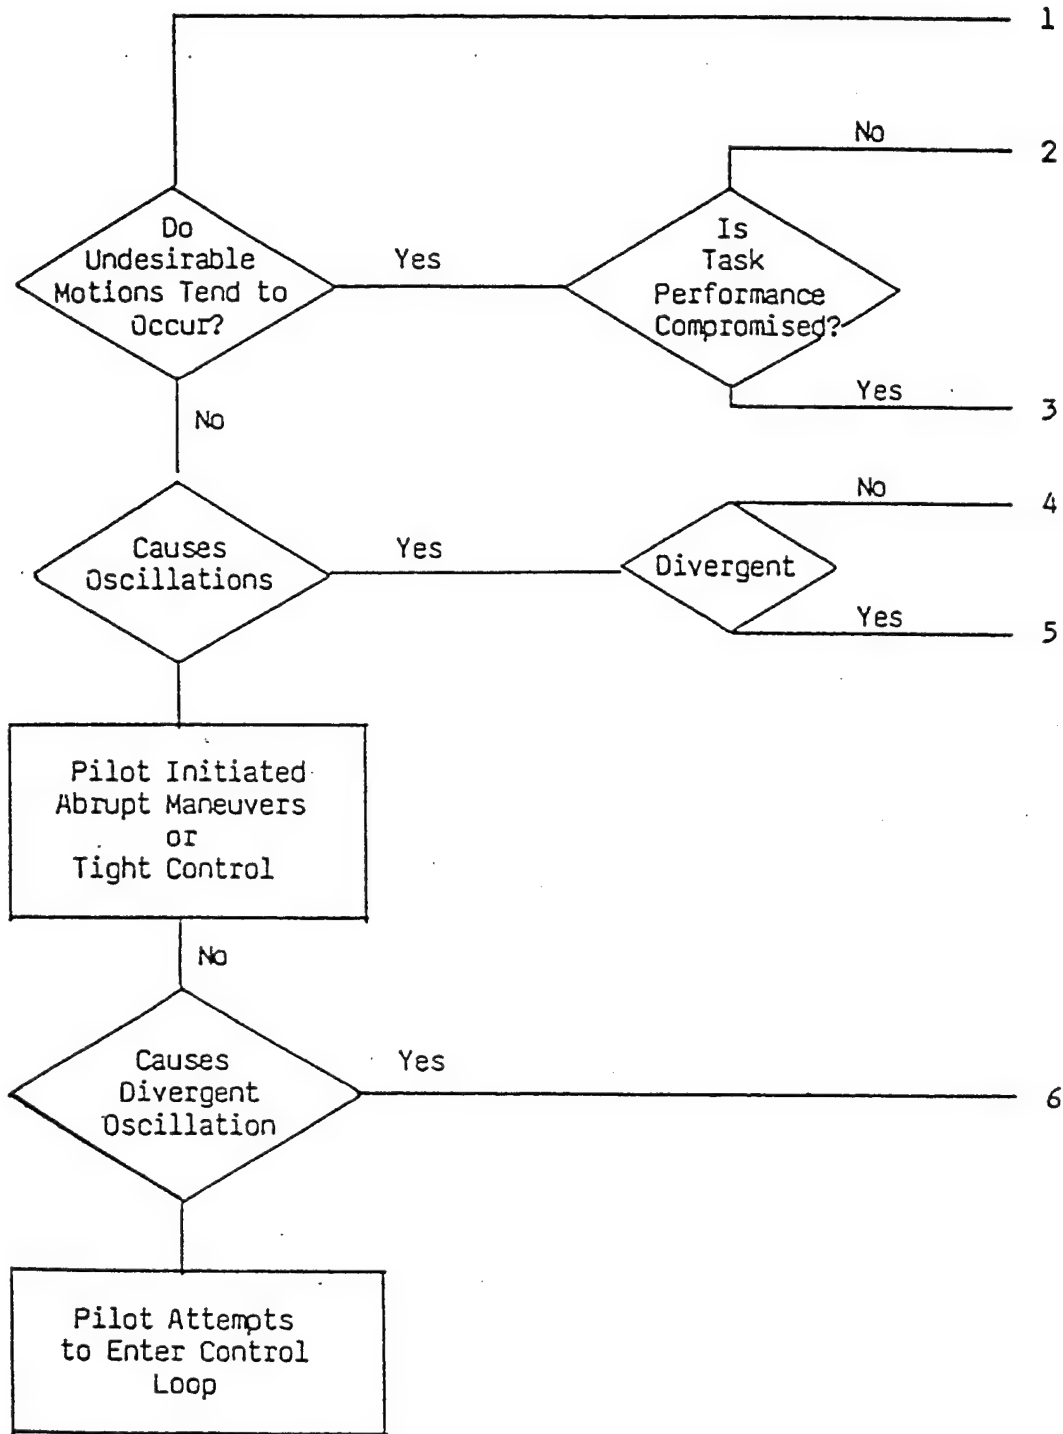 1
No
2
Do
Undesirable
Motions Tend to
Occur?
Yes
Is
Task
Performance
Compromised?
Yes
3
No
No
4
Causes
Oscillations
Yes
Divergent
Yes
5
Pilot Initiated
Abrupt Maneuvers
or
Tight Control
No
Causes
Divergent
Oscillation
Yes
6
Pilot Attempts
to Enter Control
Loop